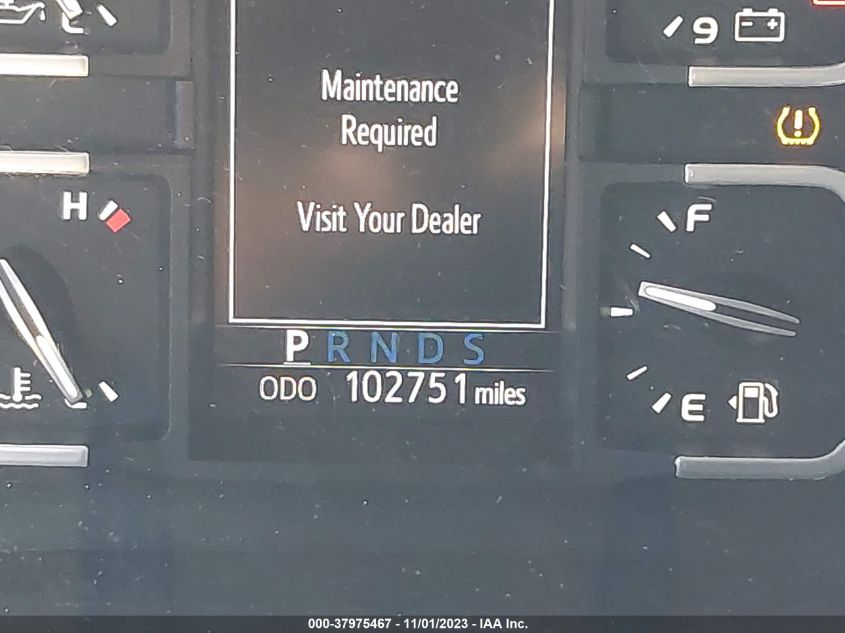 9
Maintenance
Required
Visit Your Dealer
H
F
P R N D S
ODO 102751 miles
C
E
000-37975467 - 11/01/2023 - IAA Inc.